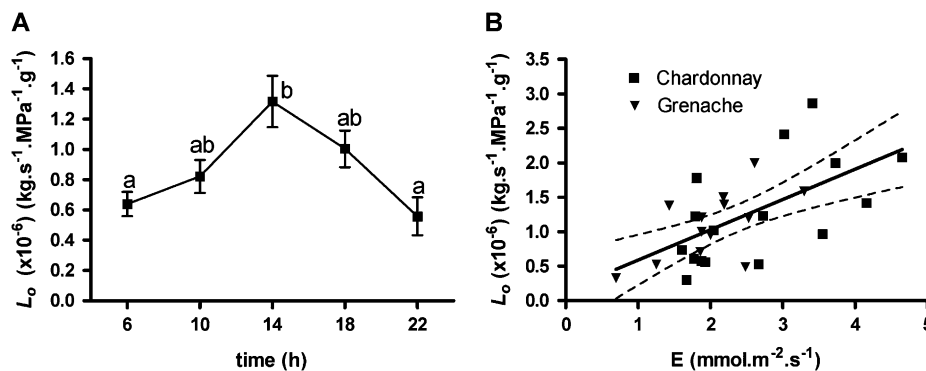 A
L_o (x10⁻⁶) (kg.s⁻¹.MPa⁻¹.g⁻¹)
1.6
1.4
1.2
1.0
0.8
0.6
0.4
0.2
0.0
a
ab
b
ab
a
6 10 14 18 22
time (h)
B
L_o (x10⁻⁶) (kg.s⁻¹.MPa⁻¹.g⁻¹)
3.5
3.0
2.5
2.0
1.5
1.0
0.5
0.0
Chardonnay
Grenache
0 1 2 3 4 5
E (mmol.m⁻².s⁻¹)